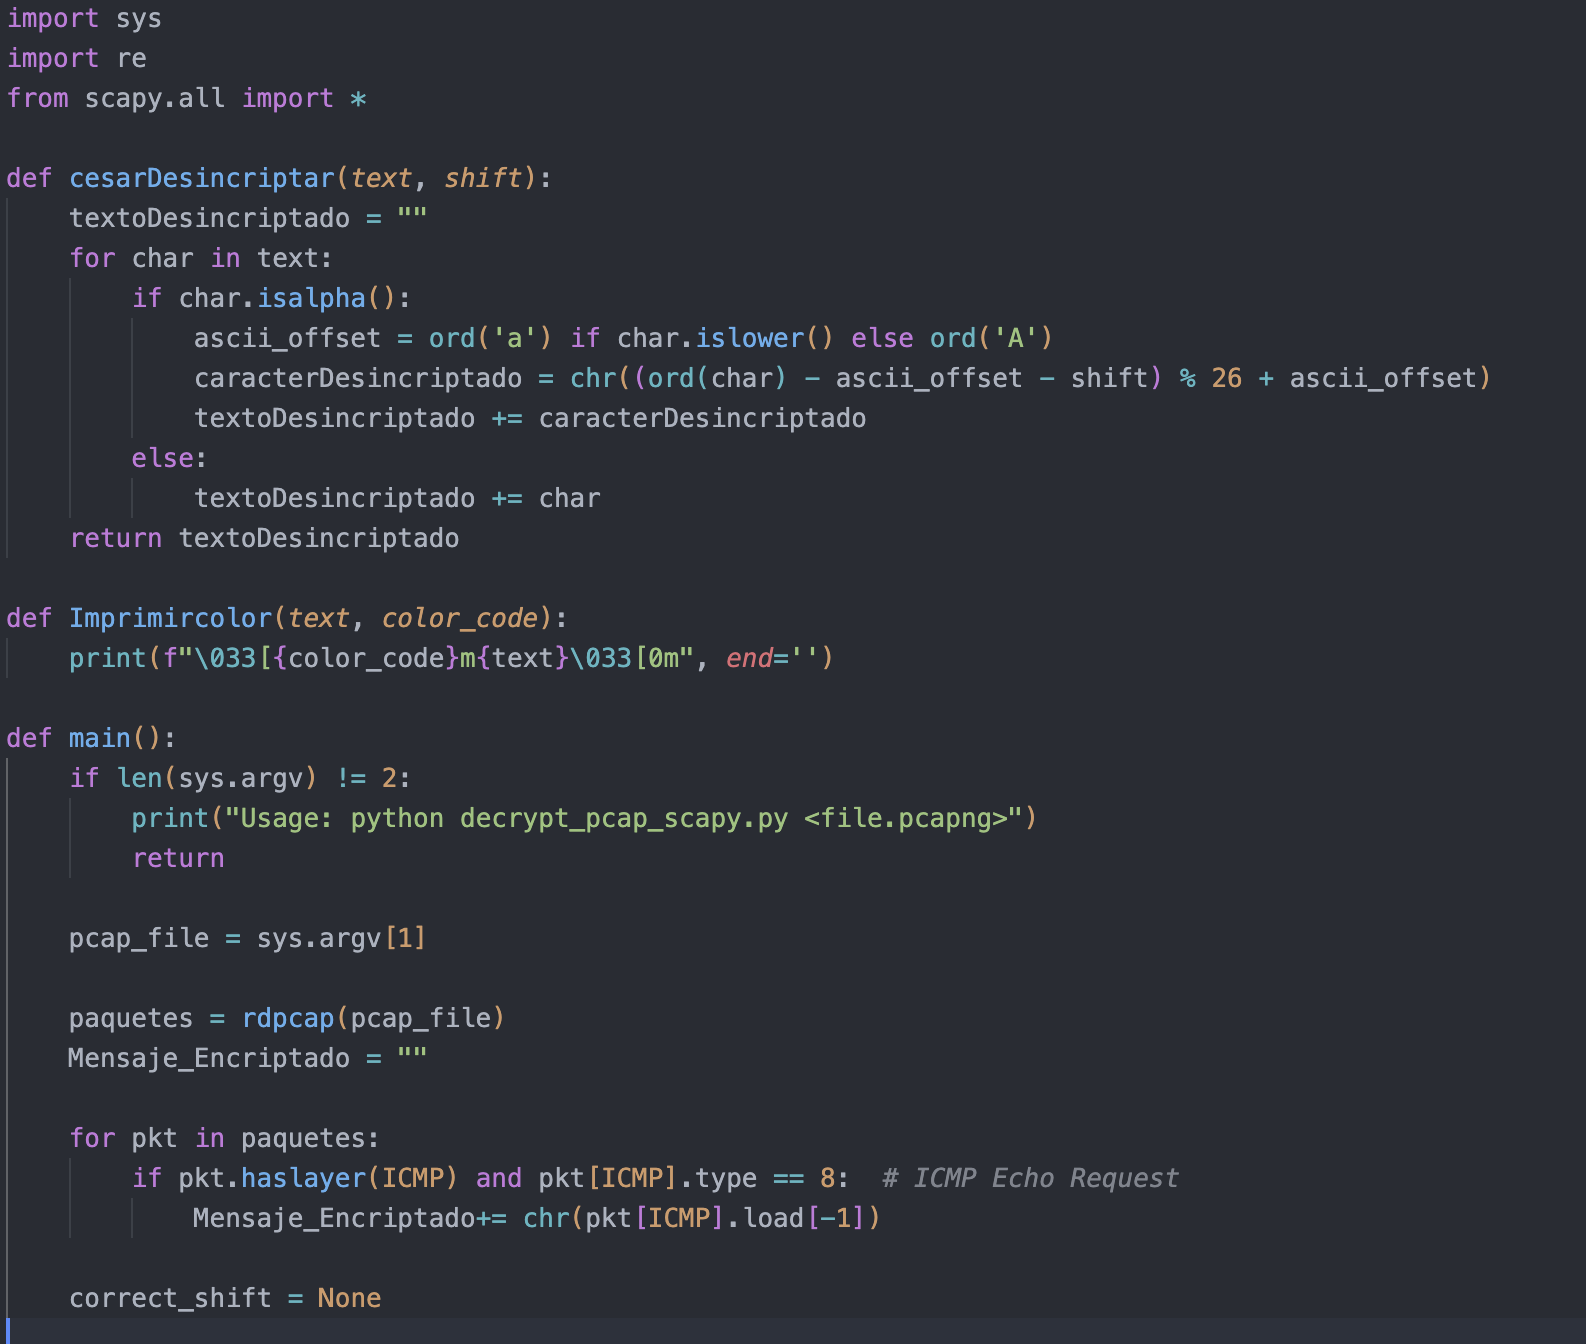 import sys
import re
from scapy.all import *
def cesarDesincriptar(text, shift):
    textoDesincriptado = ""
    for char in text:
        if char.isalpha():
            ascii_offset = ord('a') if char.islower() else ord('A')
            caracterDesincriptado = chr((ord(char) - ascii_offset - shift) % 26 + ascii_offset)
            textoDesincriptado += caracterDesincriptado
        else:
            textoDesincriptado += char
    return textoDesincriptado
def Imprimircolor(text, color_code):
    print(f"\033[{color_code}m{text}\033[0m", end='')
def main():
    if len(sys.argv) != 2:
        print("Usage: python decrypt_pcap_scapy.py <file.pcapng>")
        return
    pcap_file = sys.argv[1]
    paquetes = rdpcap(pcap_file)
    Mensaje_Encriptado = ""
    for pkt in paquetes:
        if pkt.haslayer(ICMP) and pkt[ICMP].type == 8:  # ICMP Echo Request
            Mensaje_Encriptado+= chr(pkt[ICMP].load[-1])
    correct_shift = None